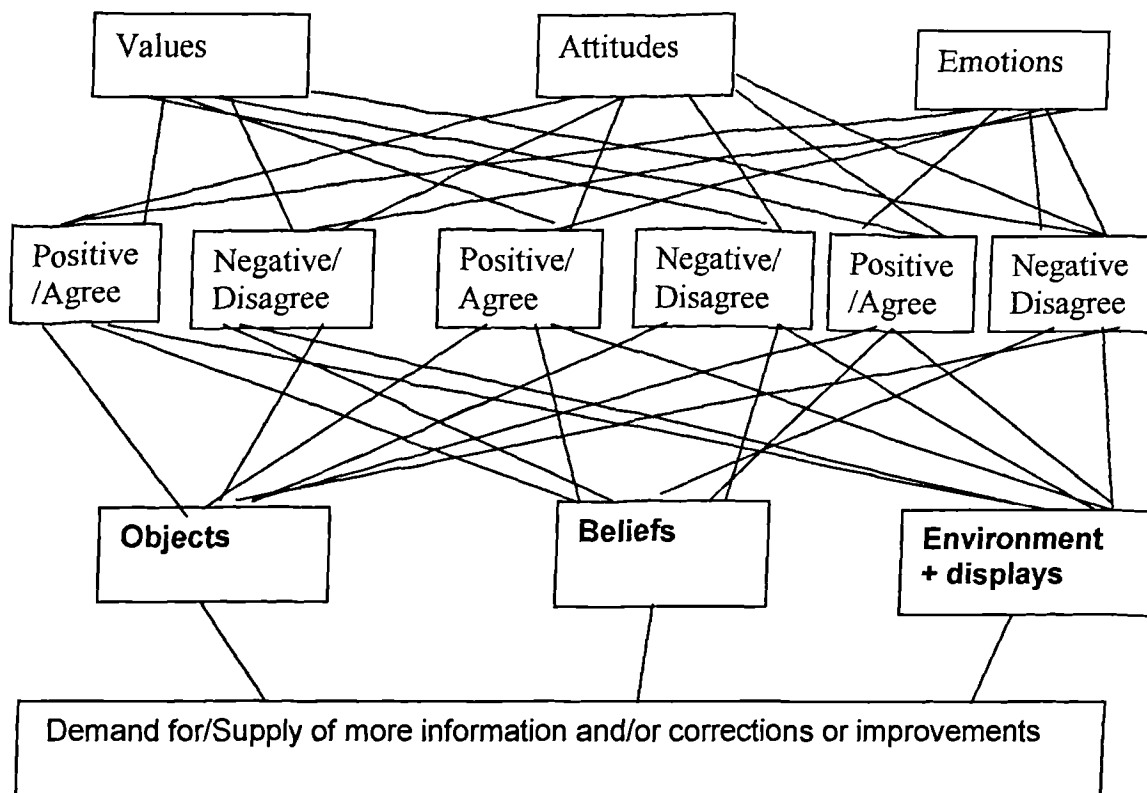 Values
Attitudes
Emotions
Positive
/Agree
Negative/
Disagree
Positive/
Agree
Negative/
Disagree
Positive
/Agree
Negative
Disagree
Objects
Beliefs
Environment
+ displays
Demand for/Supply of more information and/or corrections or improvements